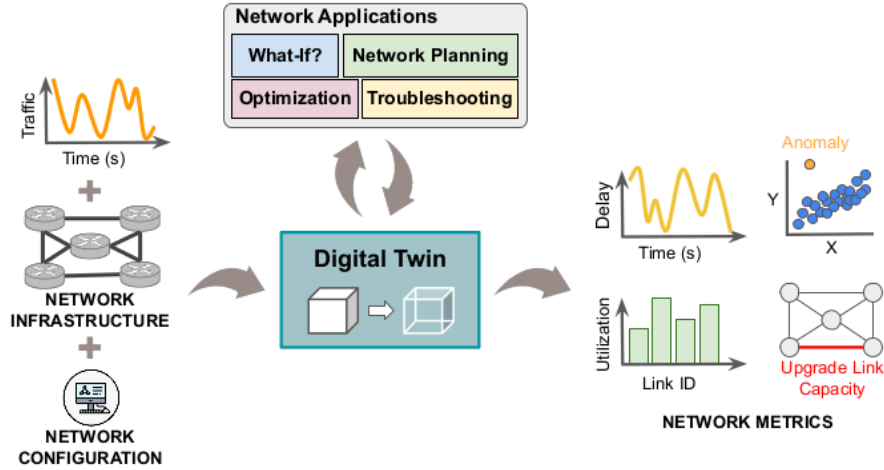 Network Applications
What-If?
Network Planning
Optimization
Troubleshooting
Traffic
Time (s)
+
NETWORK
INFRASTRUCTURE
+
NETWORK
CONFIGURATION
Digital Twin
Delay
Time (s)
Anomaly
Y
X
Utilization
Link ID
Upgrade Link
Capacity
NETWORK METRICS